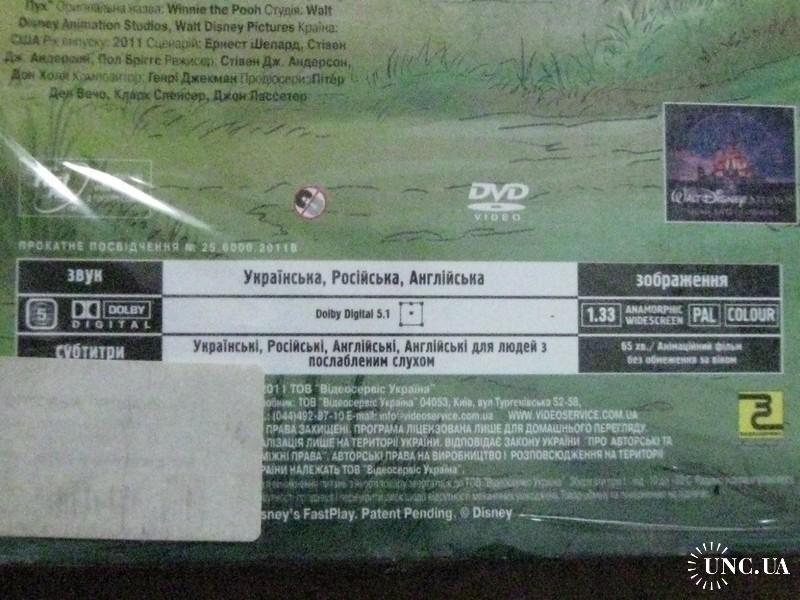 Пух" Оригінальна назва: Winnie the Pooh Студія: Walt
Disney Animation Studios, Walt Disney Pictures Країна:
США Рік випуску: 2011 Сценарій: Ернест Шепард, Стівен
Дж. Андерсон, Пол Бріггс Режисер: Стівен Дж. Андерсон,
Дон Холл Композитор: Генрі Джекман Продюсери: Пітер
Дел Вечо, Кларк Спенсер, Джон Лассетер
DVD
VIDEO
WALT DISNEY
ПРОКАТНЕ ПОСВІДЧЕННЯ № 25.6000.2011В
звук
Українська, Російська, Англійська
зображення
5 DOLBY
DIGITAL
Dolby Digital 5.1
1.33 ANAMORPHIC WIDESCREEN PAL COLOUR
субтитри
Українські, Російські, Англійські, Англійські для людей з
послабленим слухом
65 хв./ Анімаційний фільм
без обмеження за віком
2011 ТОВ "Відеосервіс Україна"
ТОВ "Відеосервіс Україна" 04053, Київ, вул Тургенівська 52-58,
(044)492-87-10 E-mail: info@videoservice.com.ua WWW.VIDEOSERVICE.COM.UA
ПРАВА ЗАХИЩЕНІ. ПРОГРАМА ЛІЦЕНЗОВАНА ЛИШЕ ДЛЯ ДОМАШНЬОГО ПЕРЕГЛЯДУ.
ЛИШЕ НА ТЕРИТОРІЇ УКРАЇНИ. ВІДПОВІДАЄ ЗАКОНУ УКРАЇНИ "ПРО АВТОРСЬКІ ТА
ПРАВА". АВТОРСЬКІ ПРАВА НА ВИРОБНИЦТВО І РОЗПОВСЮДЖЕННЯ НА ТЕРИТОРІЇ
НАЛЕЖАТЬ ТОВ "Відеосервіс Україна".
FastPlay. Patent Pending. © Disney
UNC.UA